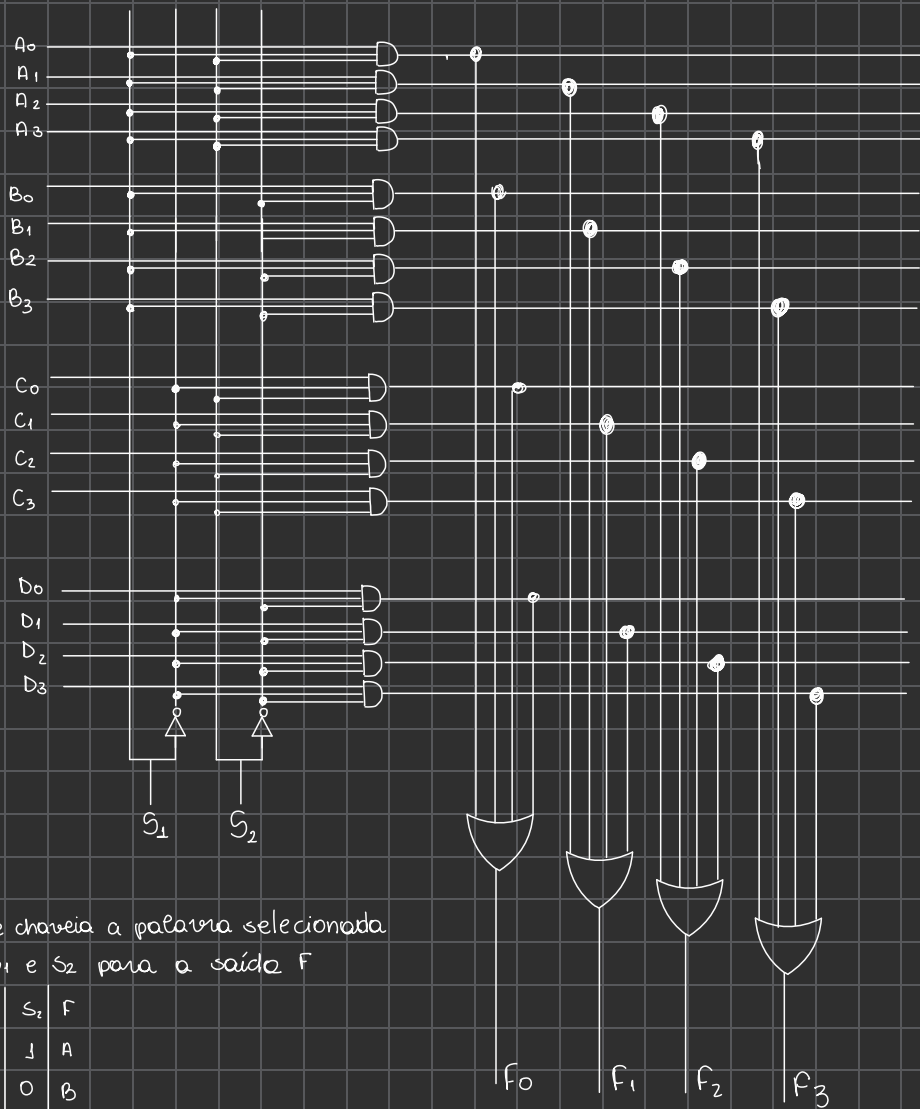 A0
A1
A2
A3
B0
B1
B2
B3
C0
C1
C2
C3
D0
D1
D2
D3
S1 S2
chaveia a palavra selecionada
e S2 para a saída F
S2 F
1 A
0 B
F0 F1 F2 F3